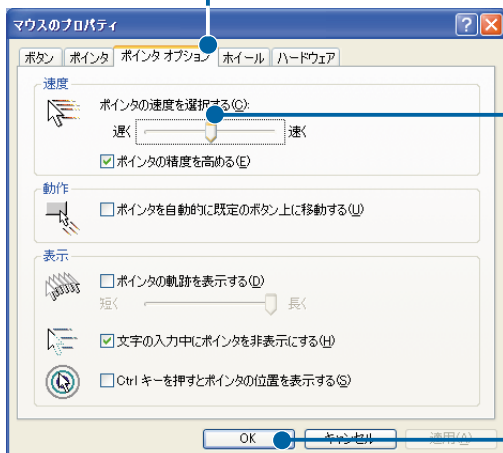 マウスのプロパティ
ボタン ポインタ ポインタ オプション ホイール ハードウェア
速度
ポインタの速度を選択する(C):
遅く 速く
ポインタの精度を高める(E)
動作
ポインタを自動的に既定のボタン上に移動する(U)
表示
ポインタの軌跡を表示する(D)
短く 長く
文字の入力中にポインタを非表示にする(H)
Ctrl キーを押すとポインタの位置を表示する(S)
OK キャンセル 適用(A)